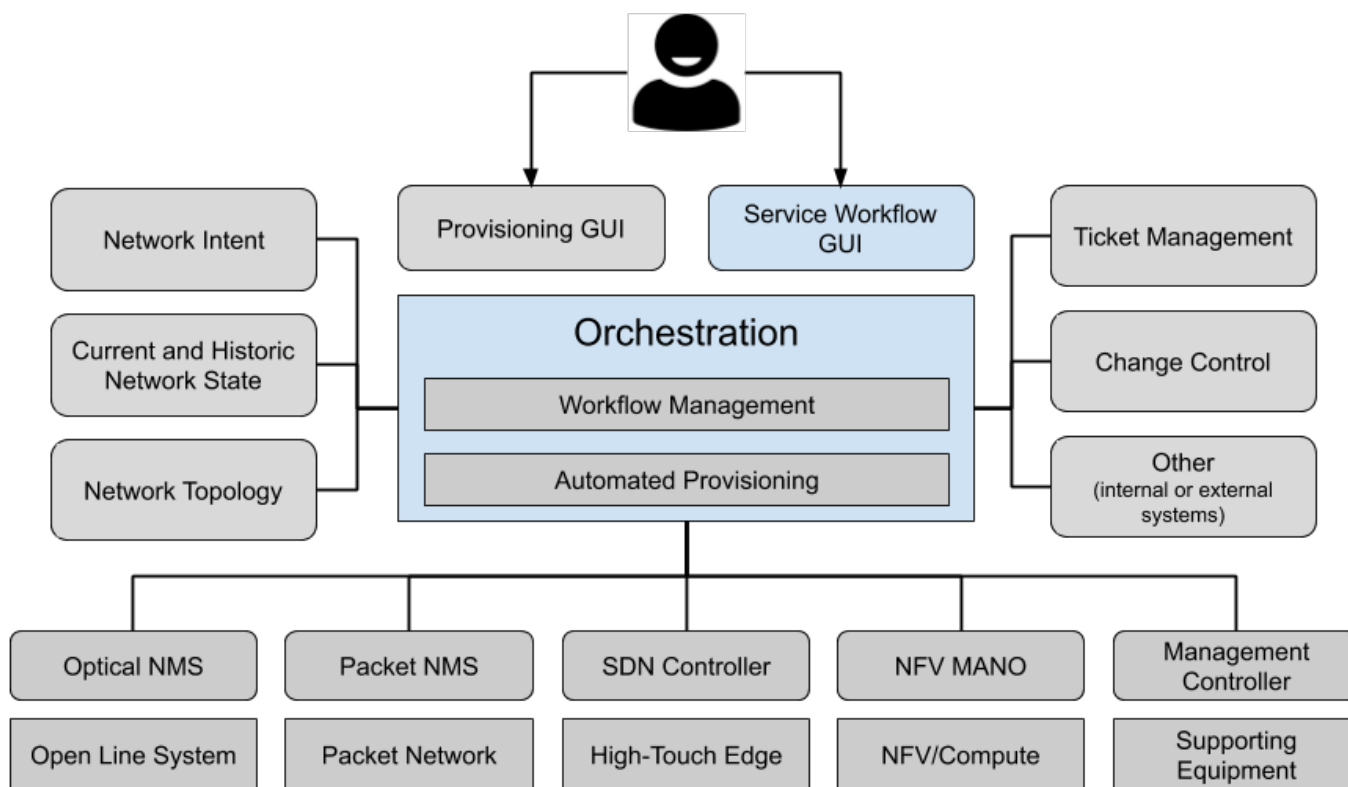 Provisioning GUI
Service Workflow
GUI
Network Intent
Current and Historic
Network State
Network Topology
Orchestration
Workflow Management
Automated Provisioning
Ticket Management
Change Control
Other
(internal or external
systems)
Optical NMS
Packet NMS
SDN Controller
NFV MANO
Management
Controller
Open Line System
Packet Network
High-Touch Edge
NFV/Compute
Supporting
Equipment